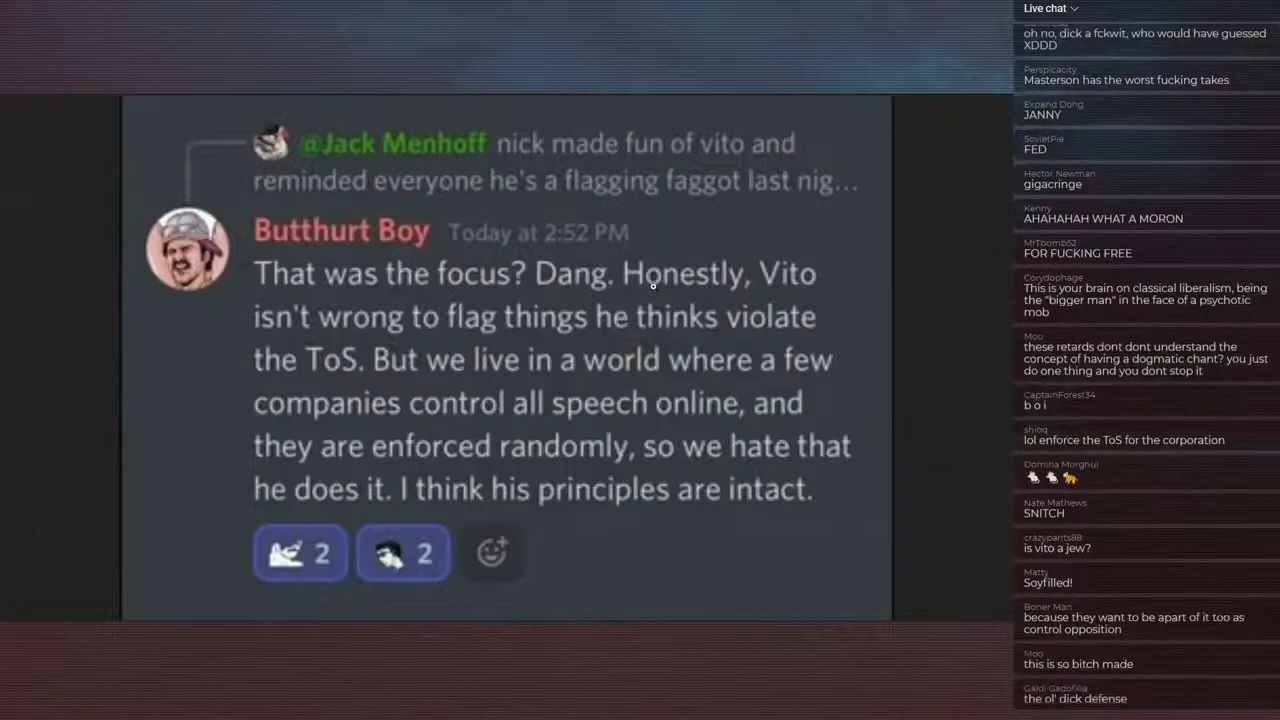 @Jack Menhoff nick made fun of vito and
reminded everyone he's a flagging faggot last nig...
Butthurt Boy Today at 2:52 PM
That was the focus? Dang. Honestly, Vito
isn't wrong to flag things he thinks violate
the ToS. But we live in a world where a few
companies control all speech online, and
they are enforced randomly, so we hate that
he does it. I think his principles are intact.
2 2
Live chat
oh no, dick a fckwit, who would have guessed
XDDD
Perspicacity
Masterson has the worst fucking takes
Expand Dong
JANNY
SovietPie
FED
Hector Newman
gigacringe
Kenny
AHAHAHAH WHAT A MORON
MrTbomb52
FOR FUCKING FREE
Corydophage
This is your brain on classical liberalism, being
the "bigger man" in the face of a psychotic
mob
Moo
these retards dont dont understand the
concept of having a dogmatic chant? you just
do one thing and you dont stop it
CaptainForest34
b o i
shioq
lol enforce the ToS for the corporation
Domina Morghul
Nate Mathews
SNITCH
crazypants88
is vito a jew?
Matty
Soyfilled!
Boner Man
because they want to be apart of it too as
control opposition
Moo
this is so bitch made
Caldi Cadofilia
the ol' dick defense